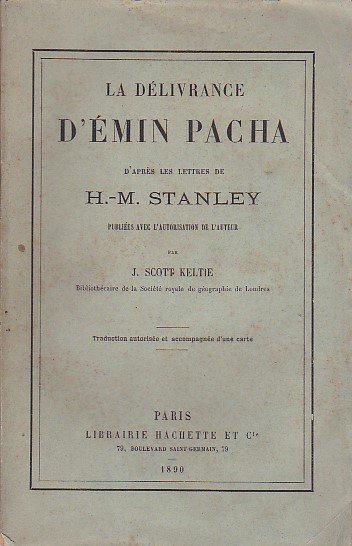 LA DÉLIVRANCE
D'ÉMIN PACHA
D'APRÈS LES LETTRES DE
H.-M. STANLEY
PUBLIÉES AVEC L'AUTORISATION DE L'AUTEUR
PAR
J. SCOTT KELTIE
Bibliothécaire de la Société royale de géographie de Londres
Traduction autorisée et accompagnée d'une carte
PARIS
LIBRAIRIE HACHETTE ET Cie
79, BOULEVARD SAINT-GERMAIN, 79
1890